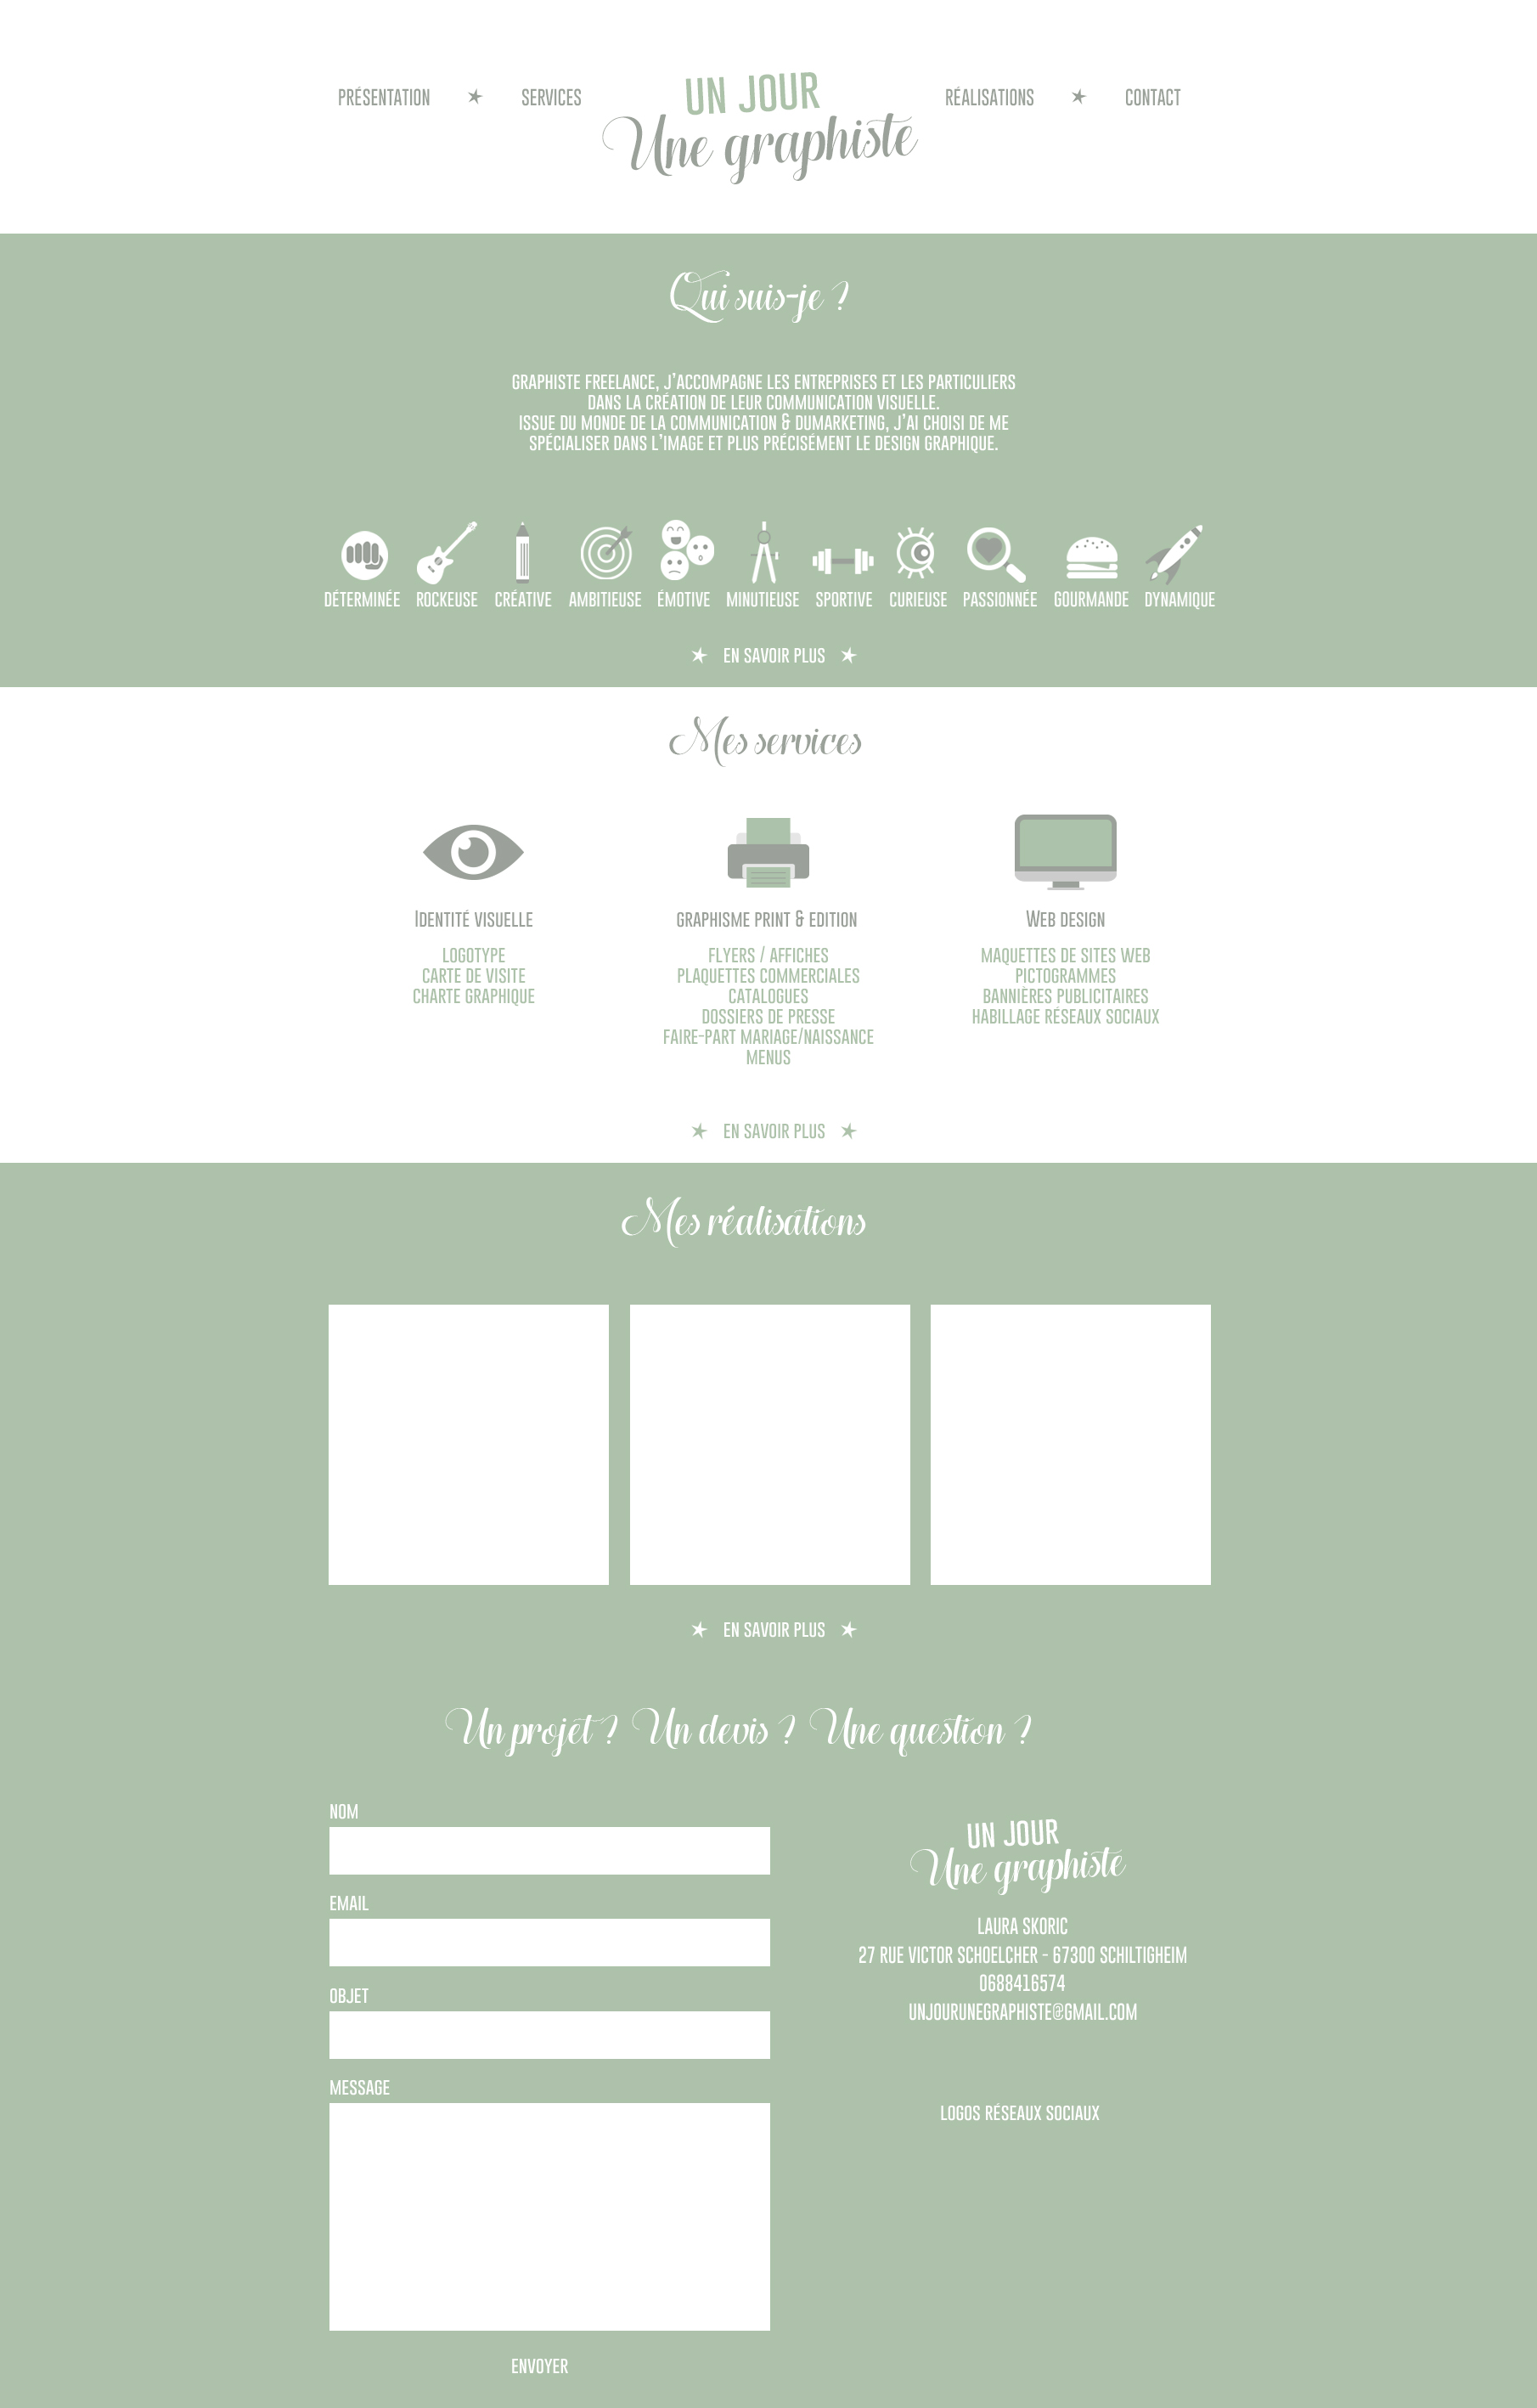 PRÉSENTATION ★ SERVICES
UN JOUR
Une graphiste
RÉALISATIONS ★ CONTACT
Qui suis-je ?
GRAPHISTE FREELANCE, J'ACCOMPAGNE LES ENTREPRISES ET LES PARTICULIERS
DANS LA CRÉATION DE LEUR COMMUNICATION VISUELLE.
ISSUE DU MONDE DE LA COMMUNICATION & DUMARKETING, J'AI CHOISI DE ME
SPÉCIALISER DANS L'IMAGE ET PLUS PRÉCISÉMENT LE DESIGN GRAPHIQUE.
DÉTERMINÉE ROCKEUSE CRÉATIVE AMBITIEUSE ÉMOTIVE MINUTIEUSE SPORTIVE CURIEUSE PASSIONNÉE GOURMANDE DYNAMIQUE
★ EN SAVOIR PLUS ★
Mes services
IDENTITÉ VISUELLE
LOGOTYPE
CARTE DE VISITE
CHARTE GRAPHIQUE
GRAPHISME PRINT & EDITION
FLYERS / AFFICHES
PLAQUETTES COMMERCIALES
CATALOGUES
DOSSIERS DE PRESSE
FAIRE-PART MARIAGE/NAISSANCE
MENUS
WEB DESIGN
MAQUETTES DE SITES WEB
PICTOGRAMMES
BANNIÈRES PUBLICITAIRES
HABILLAGE RÉSEAUX SOCIAUX
★ EN SAVOIR PLUS ★
Mes réalisations
★ EN SAVOIR PLUS ★
Un projet ? Un devis ? Une question ?
NOM
EMAIL
OBJET
MESSAGE
ENVOYER
UN JOUR
Une graphiste
LAURA SKORIC
27 RUE VICTOR SCHOELCHER - 67300 SCHILTIGHEIM
0688416574
UNJOURUNEGRAPHISTE@GMAIL.COM
LOGOS RÉSEAUX SOCIAUX